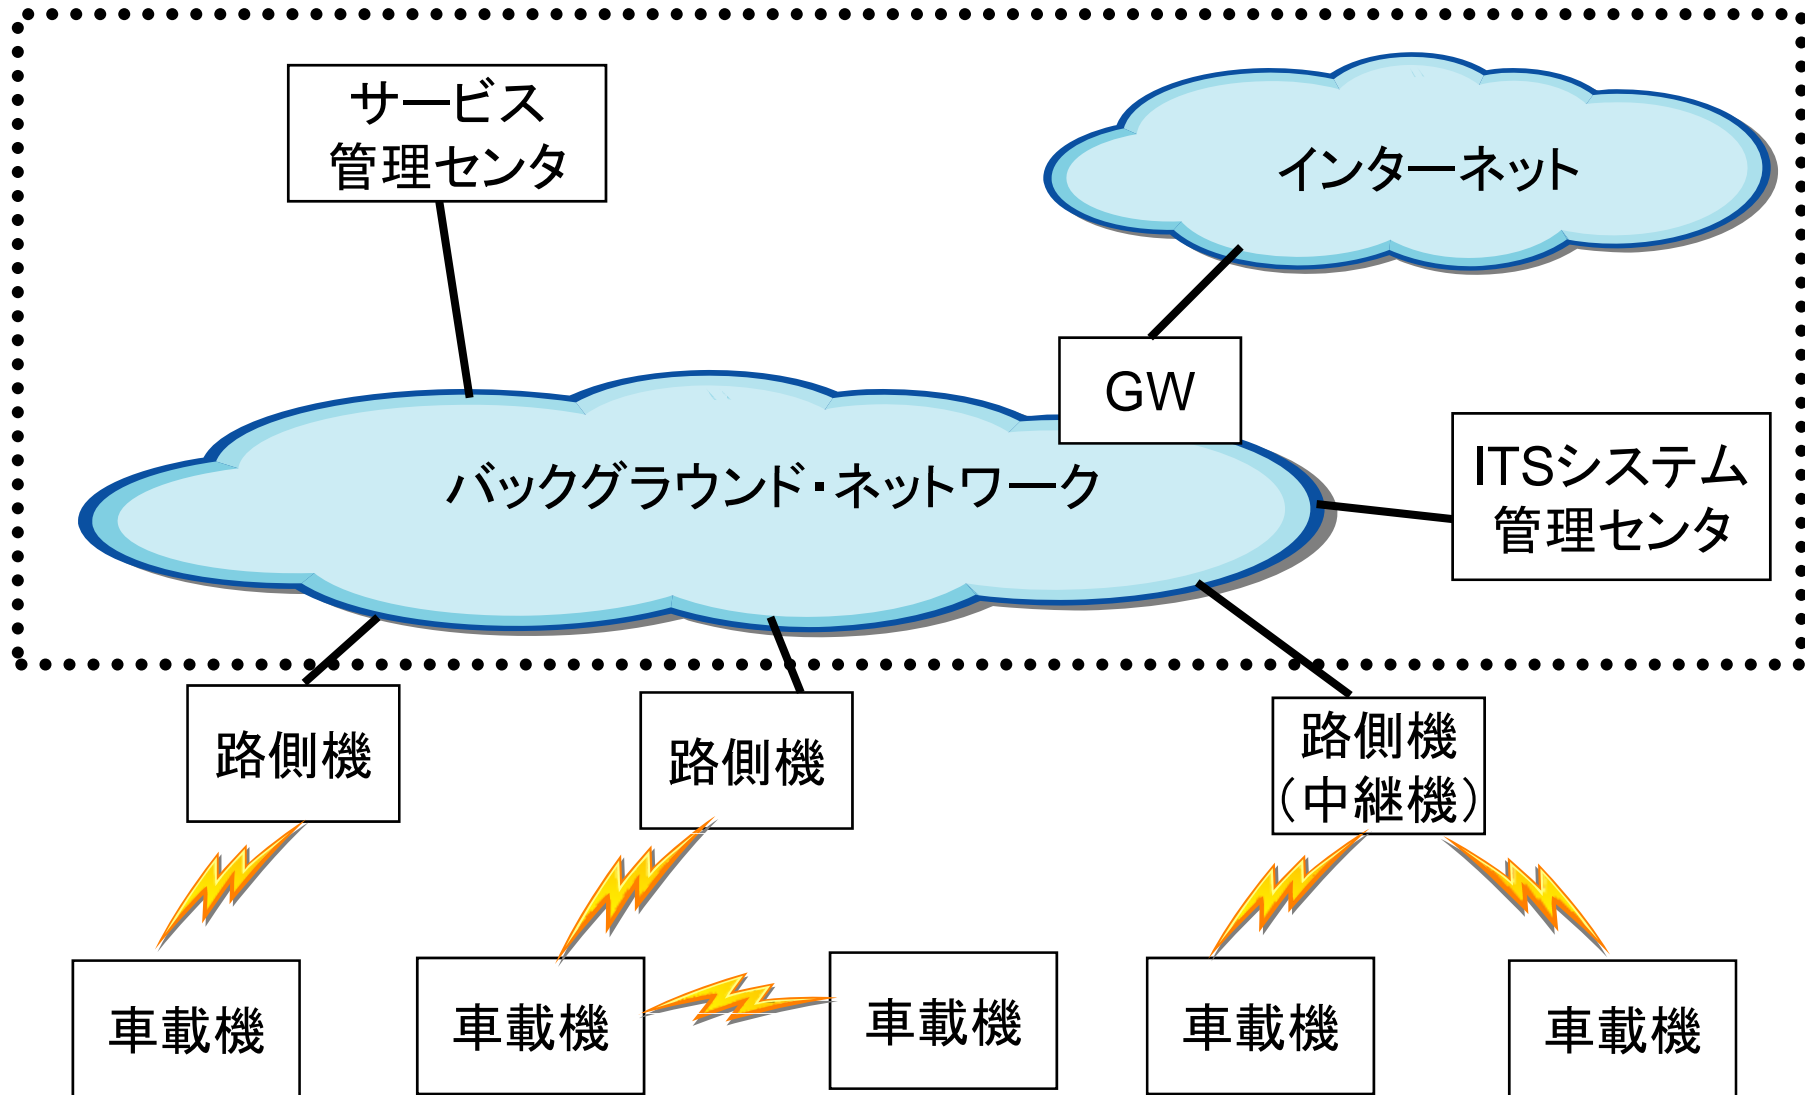 サービス
管理センタ
インターネット
GW
バックグラウンド・ネットワーク
ITSシステム
管理センタ
路側機
路側機
路側機
（中継機）
車載機
車載機
車載機
車載機
車載機